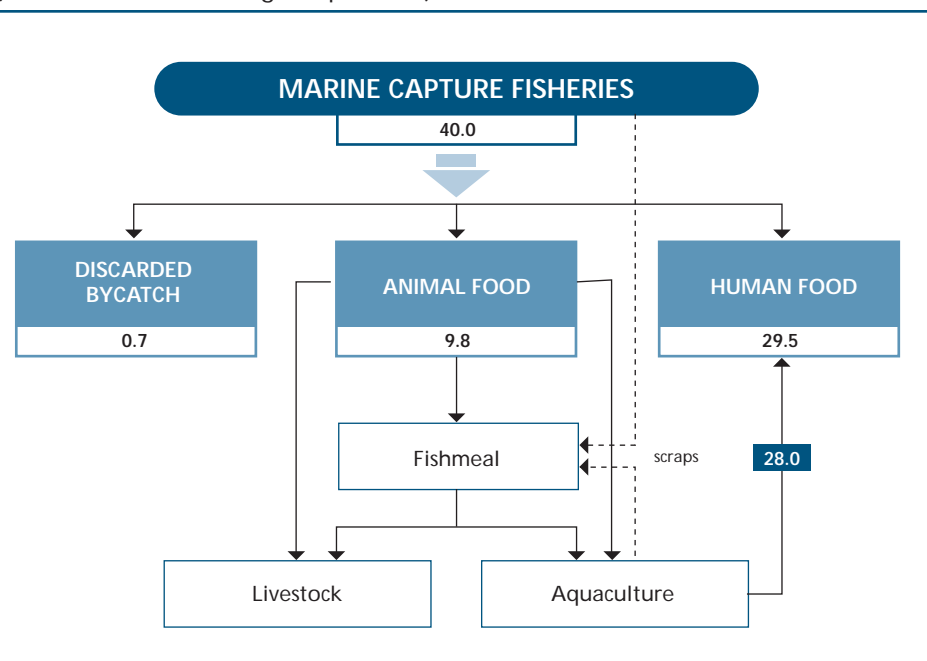 MARINE CAPTURE FISHERIES
40.0
DISCARDED
BYCATCH
0.7
ANIMAL FOOD
9.8
HUMAN FOOD
29.5
Fishmeal
scraps
28.0
Livestock
Aquaculture